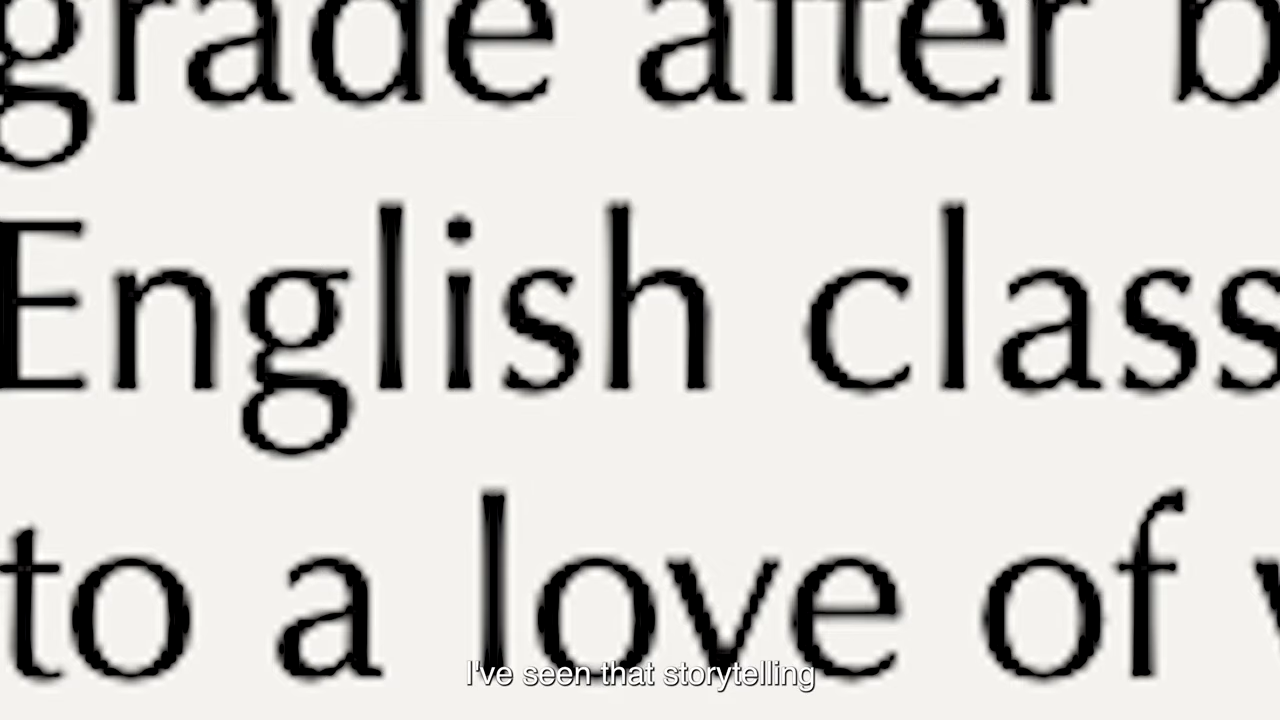 grade after b
English class
to a love of
I've seen that storytelling